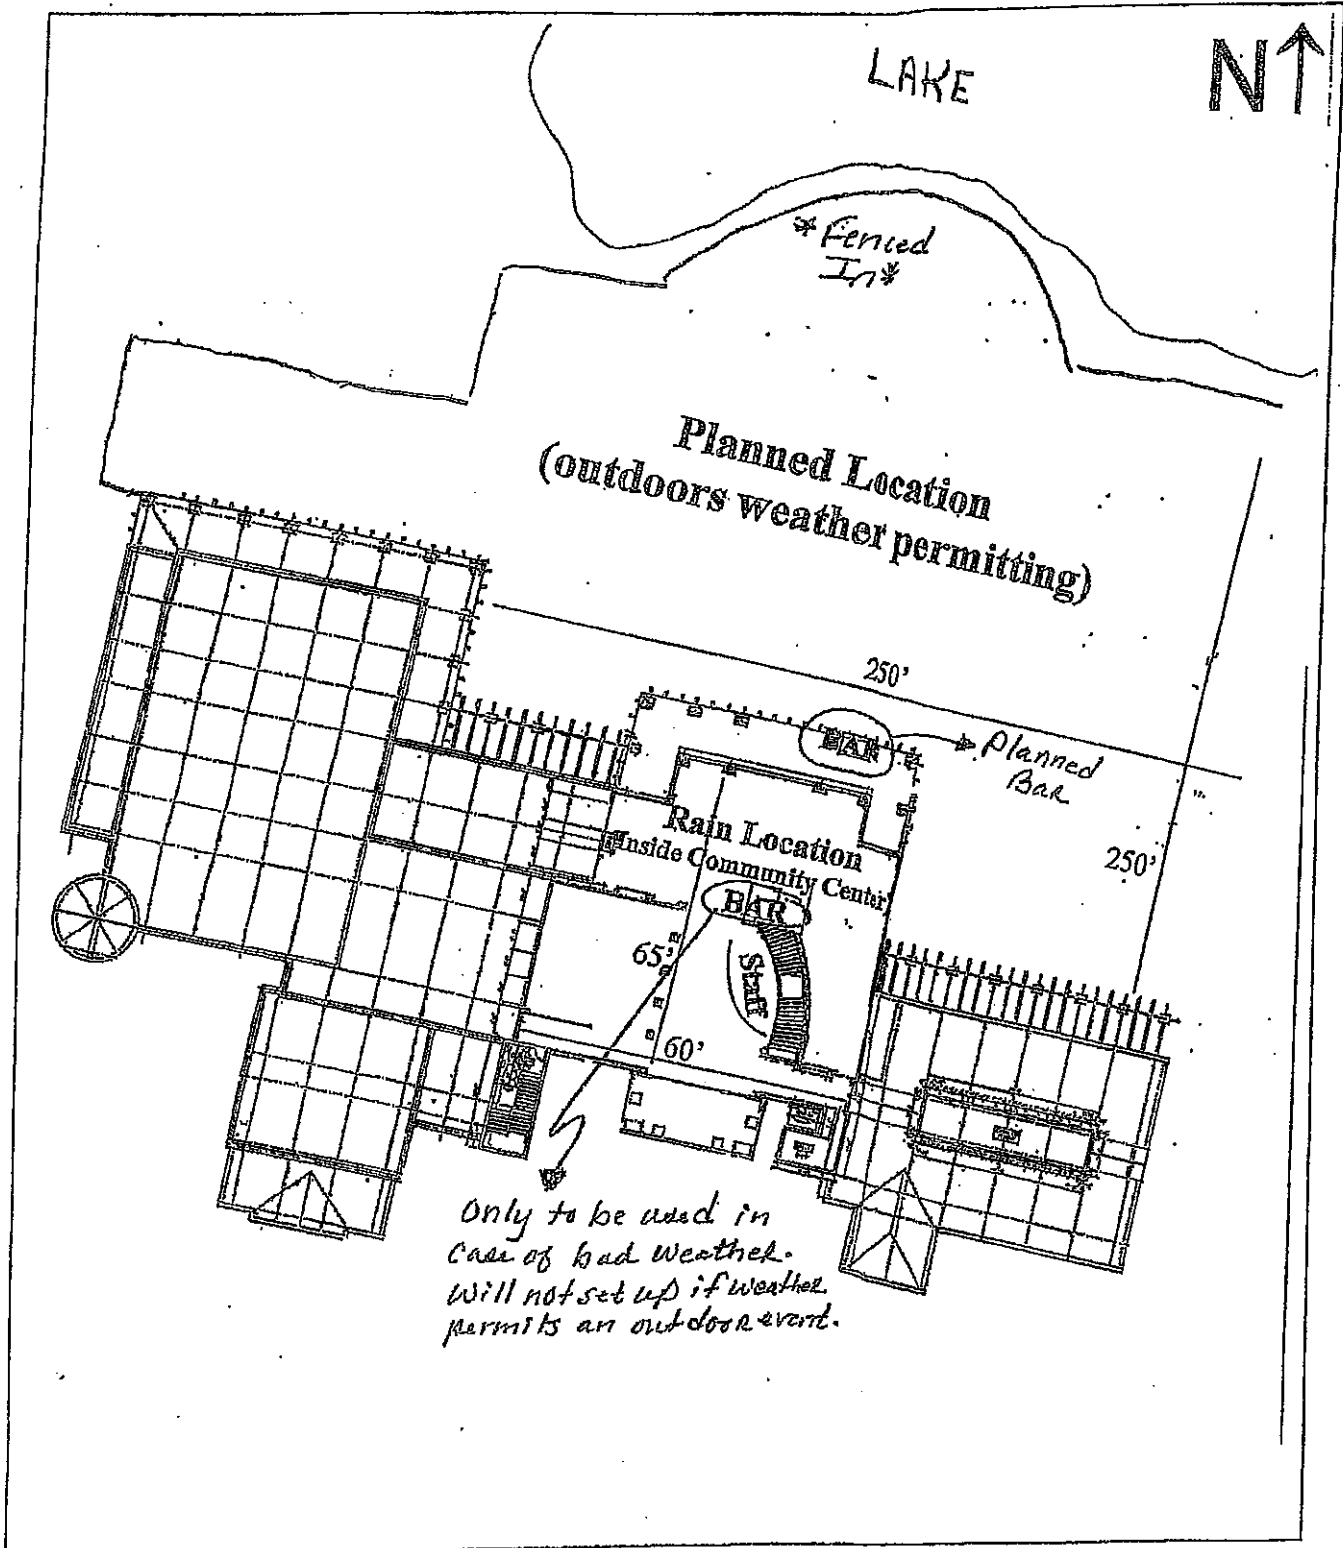 LAKE
N
* Fenced
In *
Planned Location
(outdoors weather permitting)
250'
BAR
Planned
Bar
Rain Location
Inside Community Center
250'
BAR
65'
Staff
60'
Only to be used in
case of bad weather.
Will not set up if weather
permits an outdoor event.